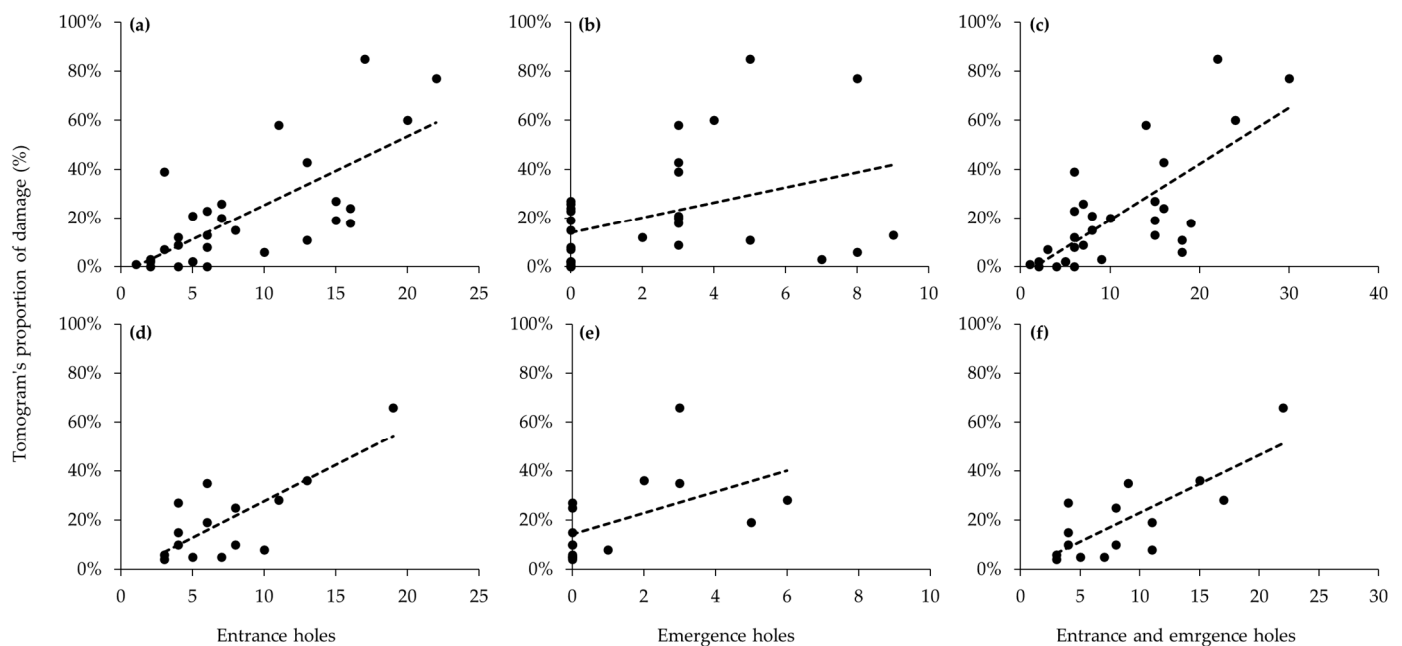 Tomogram's proportion of damage (%)
(a)
100%
80%
60%
40%
20%
0%
0 5 10 15 20 25
(b)
100%
80%
60%
40%
20%
0%
0 2 4 6 8 10
(c)
100%
80%
60%
40%
20%
0%
0 10 20 30 40
(d)
100%
80%
60%
40%
20%
0%
0 5 10 15 20 25
Entrance holes
(e)
100%
80%
60%
40%
20%
0%
0 2 4 6 8 10
Emergence holes
(f)
100%
80%
60%
40%
20%
0%
0 5 10 15 20 25 30
Entrance and emrgence holes